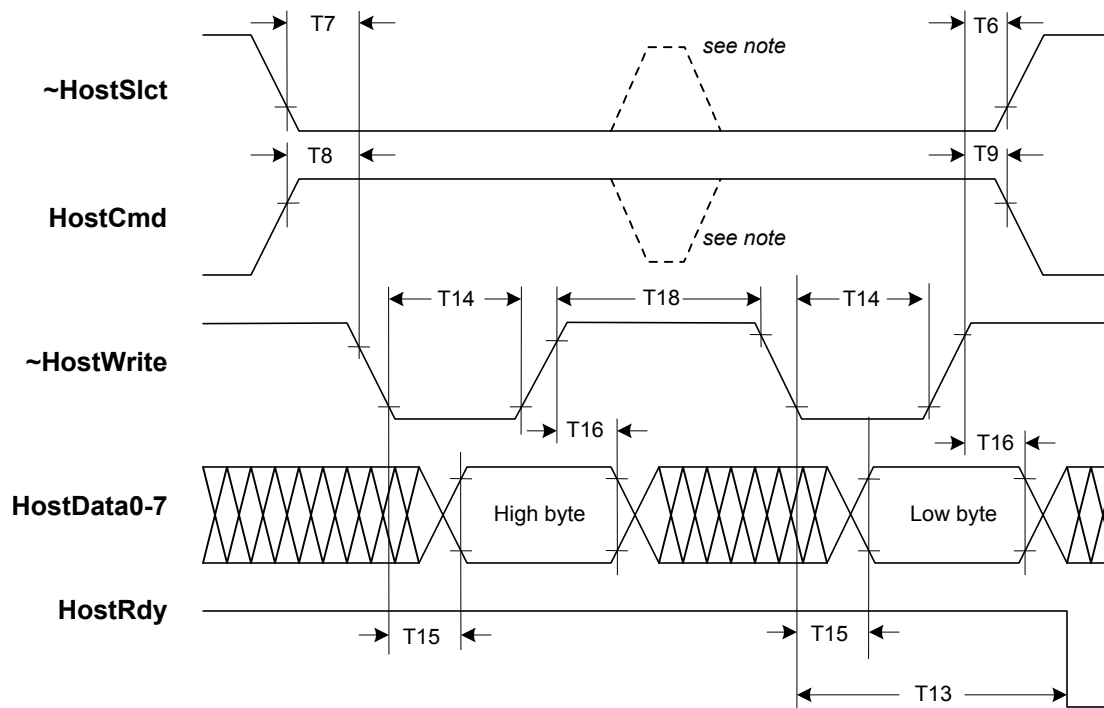 T7
T6
see note
~HostSlct
T8
T9
HostCmd
see note
T14
T18
T14
~HostWrite
T16
T16
HostData0-7
High byte
Low byte
HostRdy
T15
T15
T13